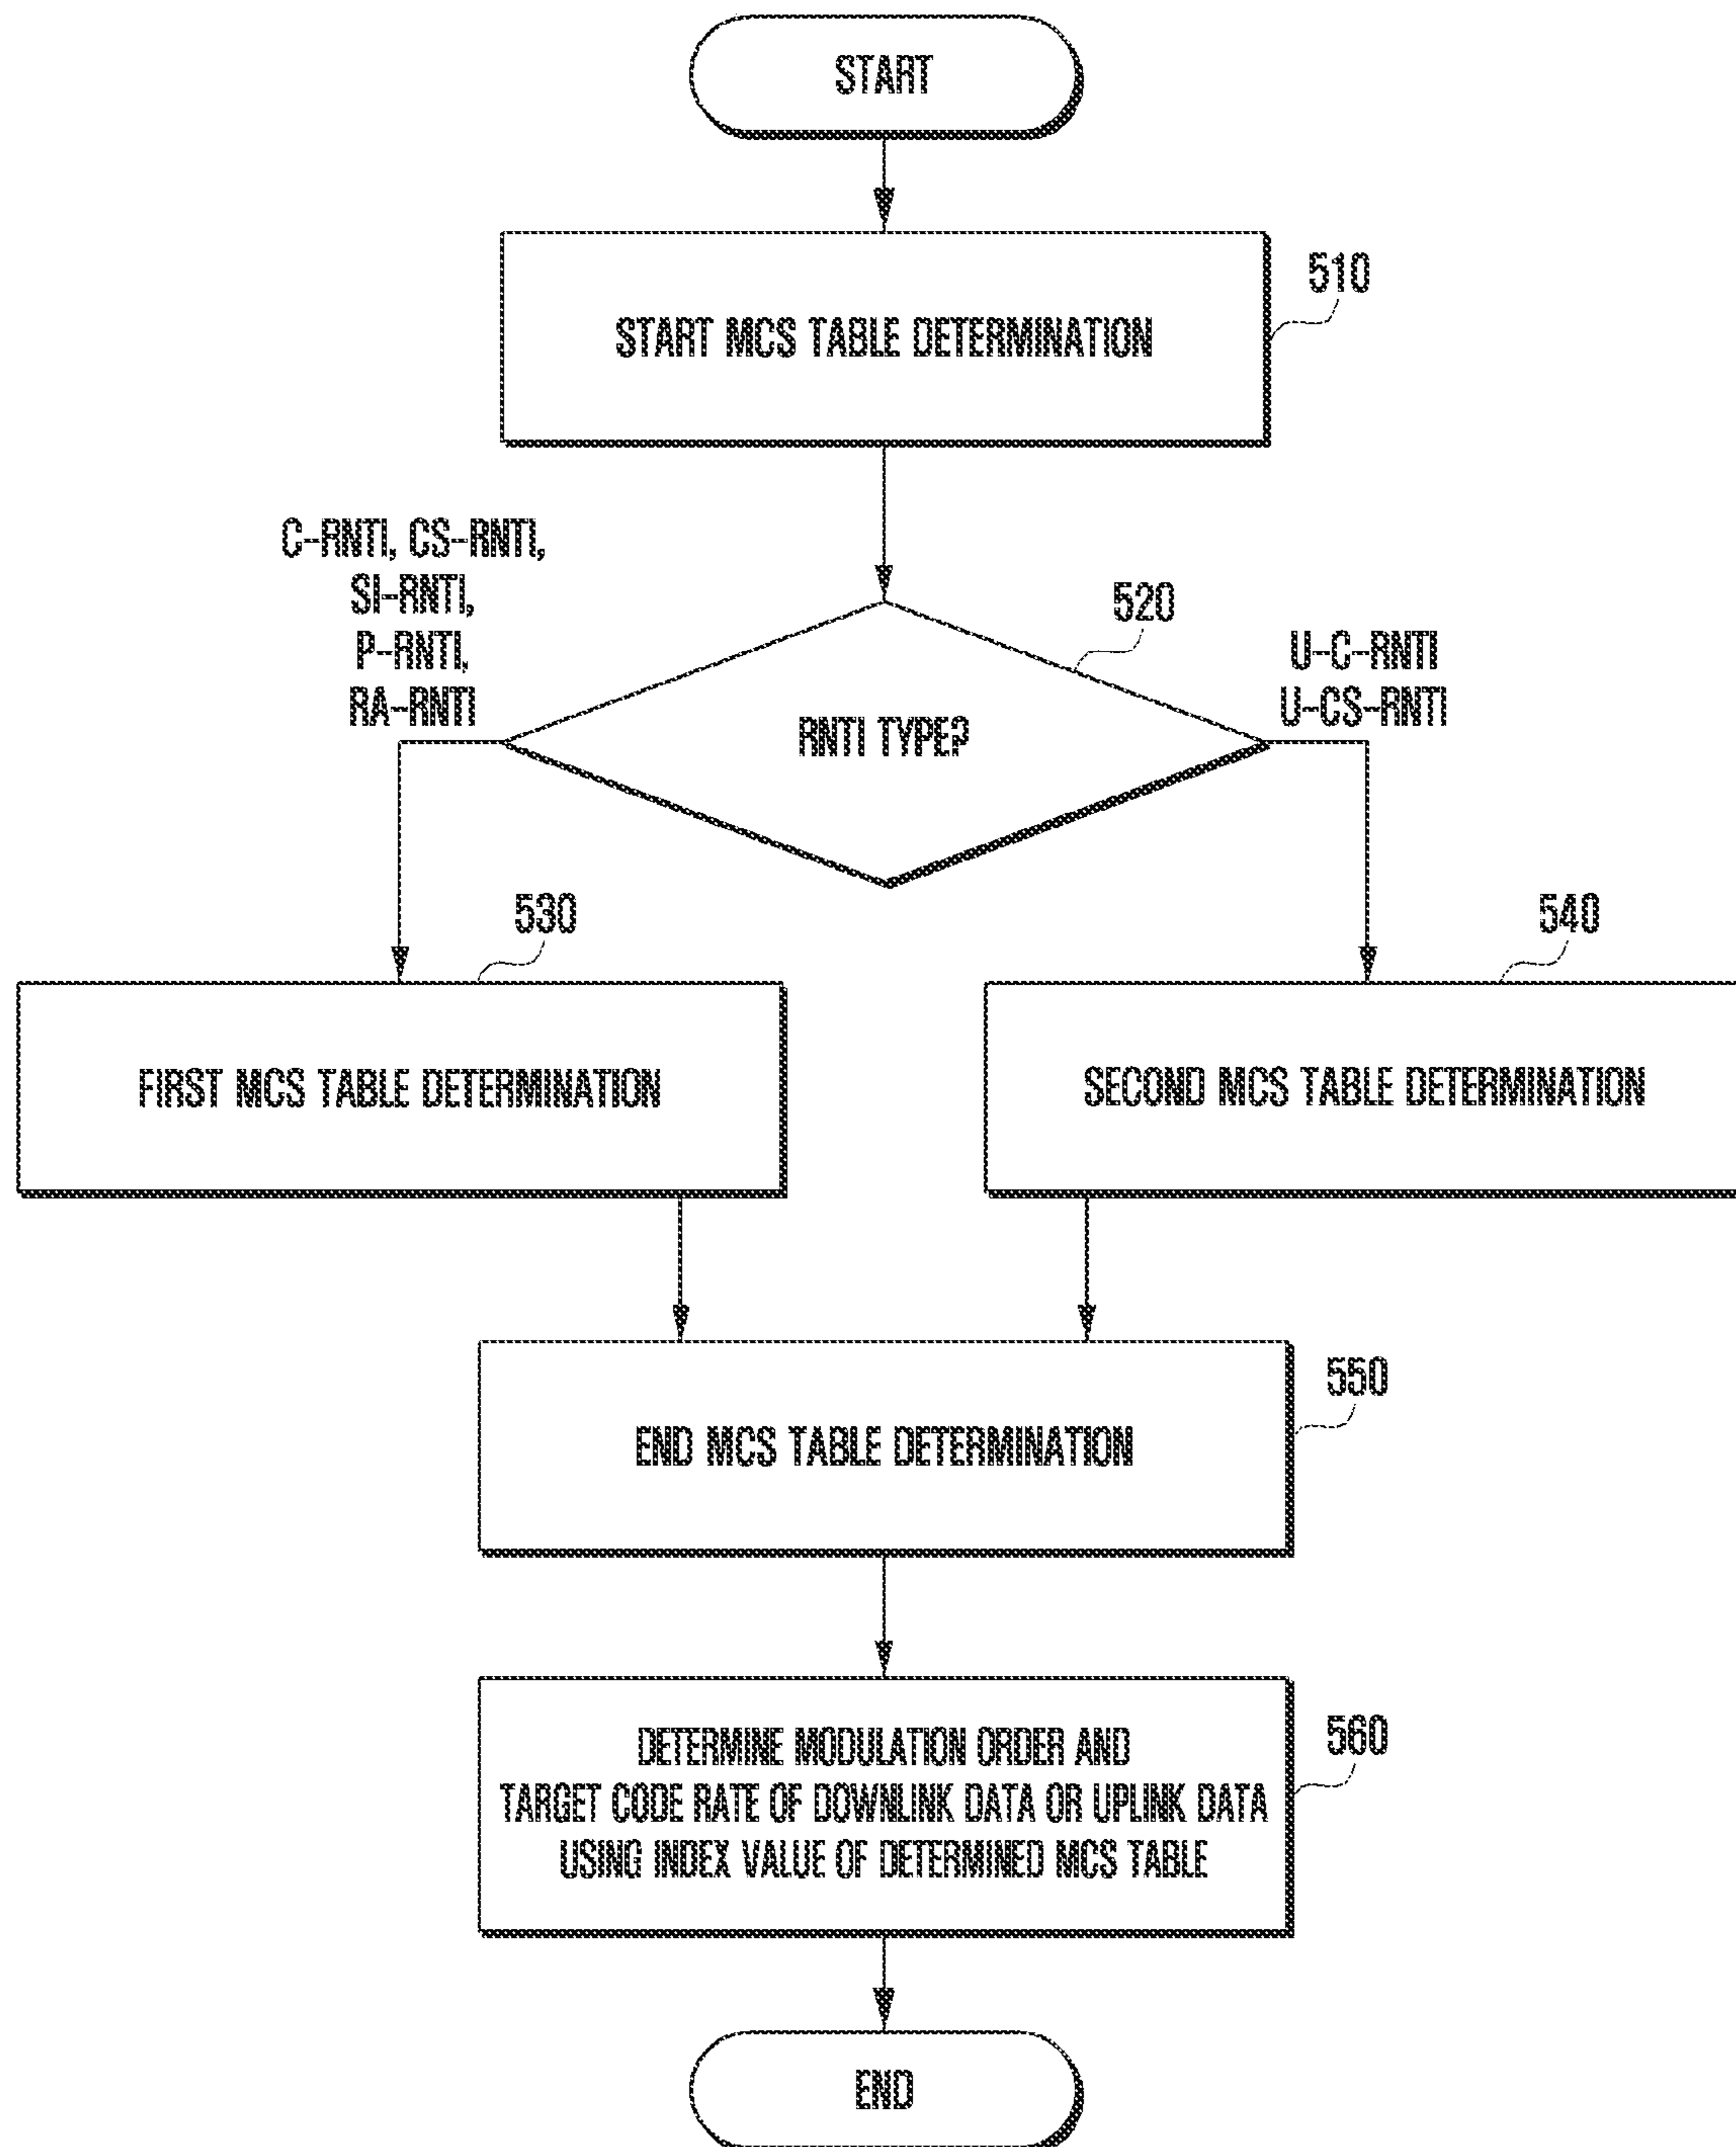 START
START MCS TABLE DETERMINATION
510
C-RNTI, CS-RNTI,
SI-RNTI,
P-RNTI,
RA-RNTI
520
RNTI TYPE?
U-C-RNTI
U-CS-RNTI
530
FIRST MCS TABLE DETERMINATION
540
SECOND MCS TABLE DETERMINATION
550
END MCS TABLE DETERMINATION
560
DETERMINE MODULATION ORDER AND
TARGET CODE RATE OF DOWNLINK DATA OR UPLINK DATA
USING INDEX VALUE OF DETERMINED MCS TABLE
END